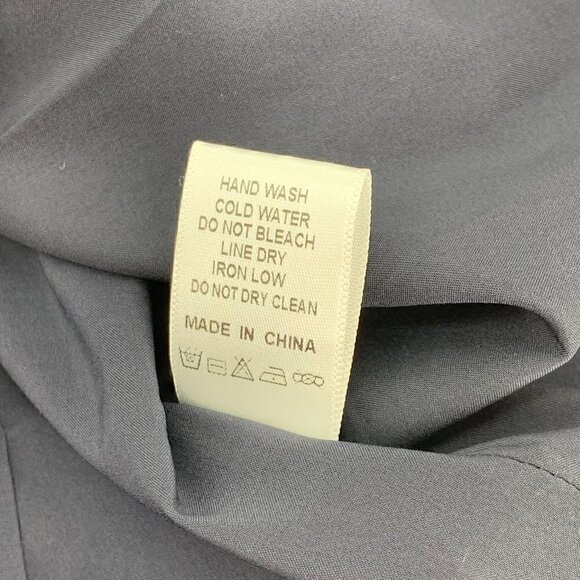 HAND WASH
COLD WATER
DO NOT BLEACH
LINE DRY
IRON LOW
DO NOT DRY CLEAN
MADE IN CHINA